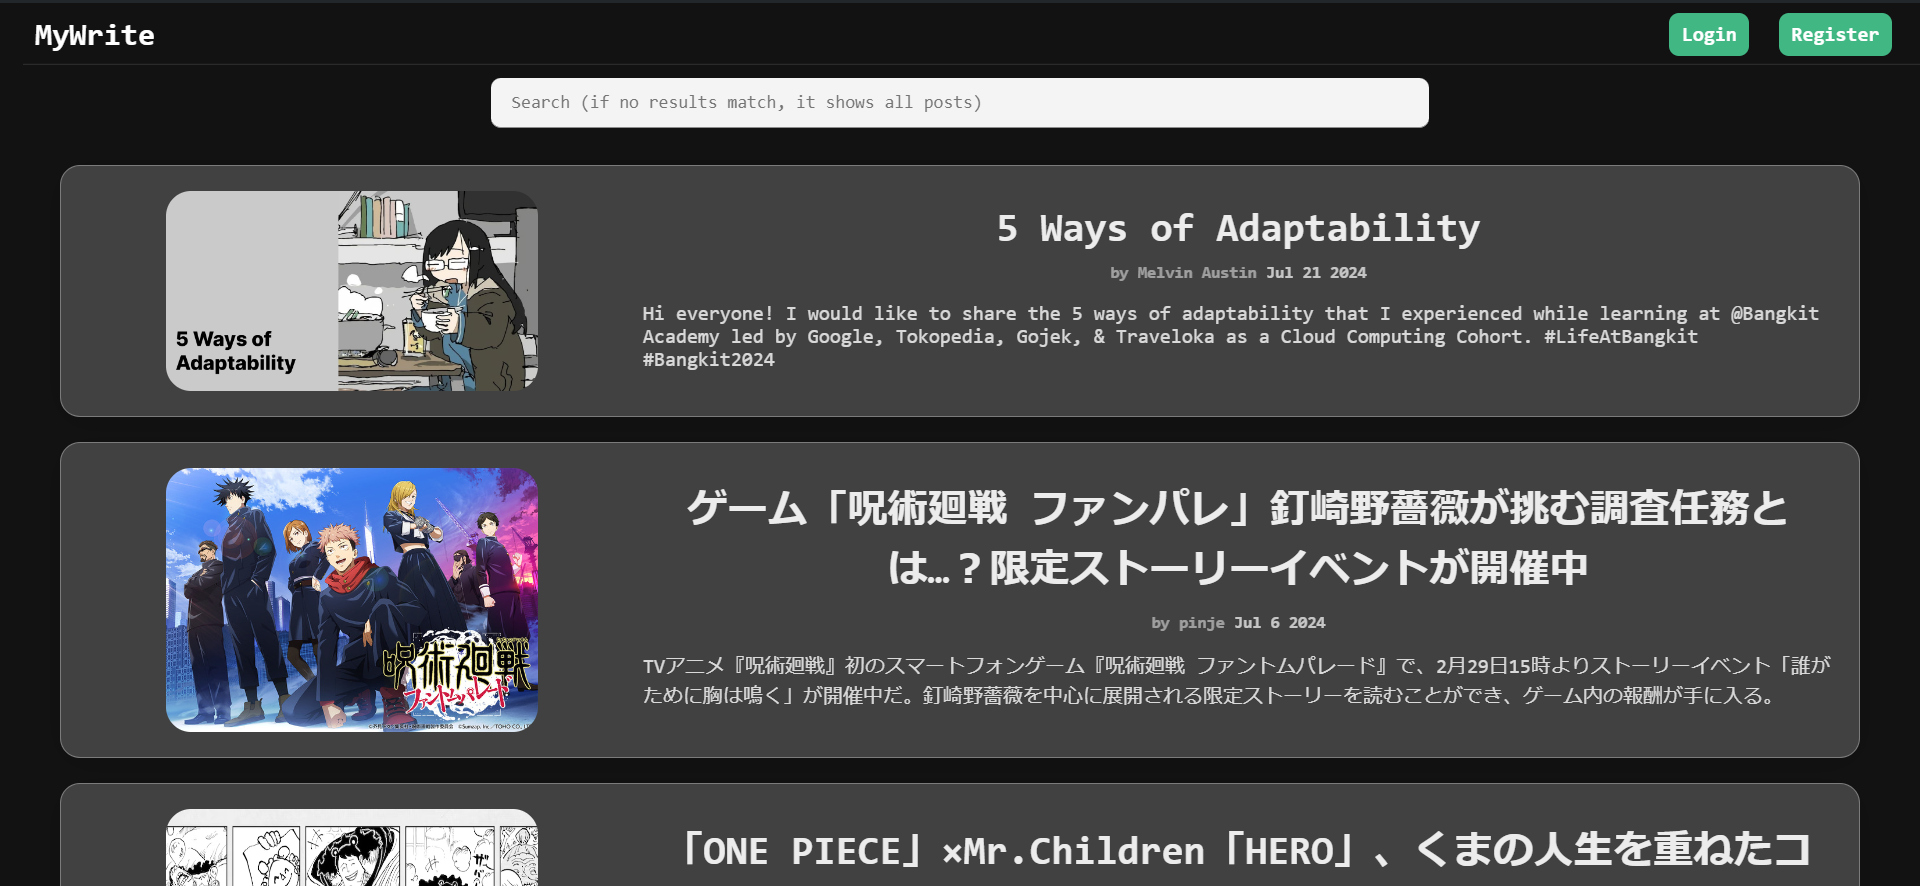 MyWrite
Login
Register
Search (if no results match, it shows all posts)
5 Ways of
Adaptability
5 Ways of Adaptability
by Melvin Austin Jul 21 2024
Hi everyone! I would like to share the 5 ways of adaptability that I experienced while learning at @Bangkit
Academy led by Google, Tokopedia, Gojek, & Traveloka as a Cloud Computing Cohort. #LifeAtBangkit
#Bangkit2024
呪術廻戦
ファントムパレード
ゲーム「呪術廻戦 ファンパレ」釘崎野薔薇が挑む調査任務と
は…？限定ストーリーイベントが開催中
by pinje Jul 6 2024
TVアニメ『呪術廻戦』初のスマートフォンゲーム『呪術廻戦 ファントムパレード』で、2月29日15時よりストーリーイベント「誰が
ために胸は鳴く」が開催中だ。釘崎野薔薇を中心に展開される限定ストーリーを読むことができ、ゲーム内の報酬が手に入る。
「ONE PIECE」×Mr.Children「HERO」、くまの人生を重ねたコ